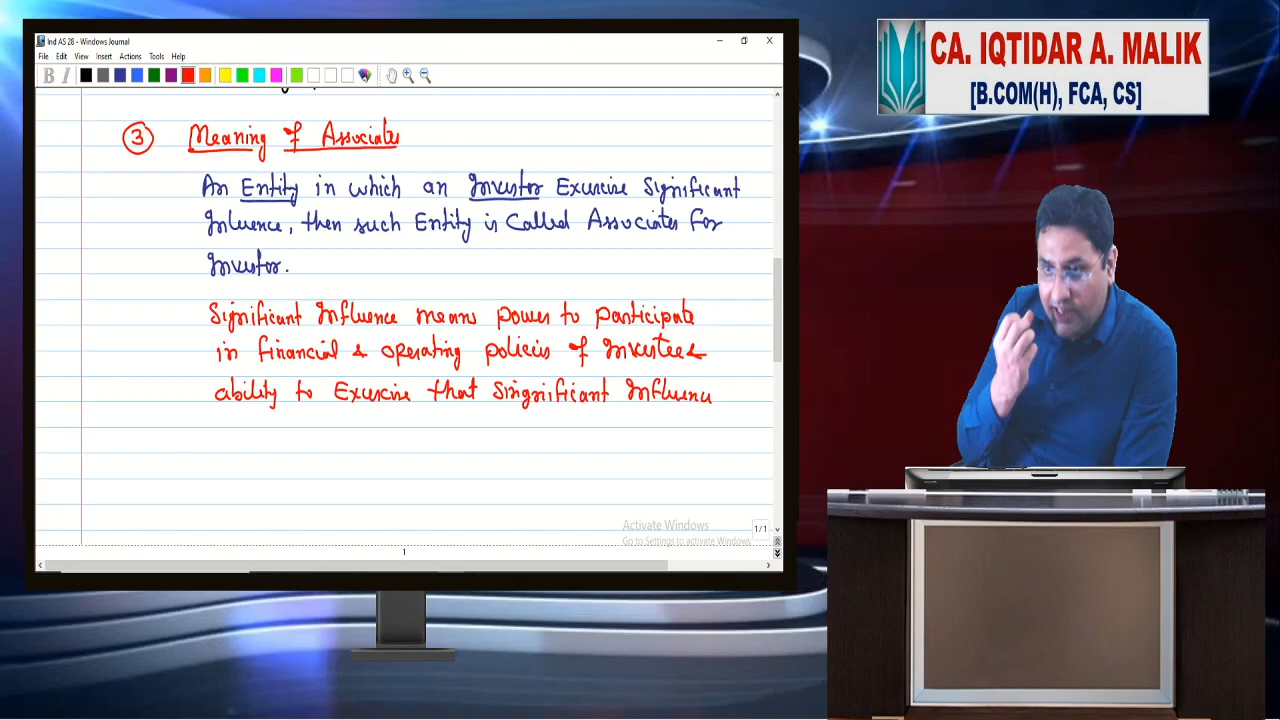 Ind AS 28 - Windows Journal
File Edit View Insert Actions Tools Help
B I
CA. IQTIDAR A. MALIK
[B.COM(H), FCA, CS]
3 Meaning of Associates
An Entity in which an Investor Exercise Significant
Influence, then such Entity is Called Associates For
Investor.
Significant Influence means power to participate
in financial & operating policies of Investee &
ability to Exercise that Singnificant Influence
Activate Windows
Go to Settings to activate Windows.
1/1
1